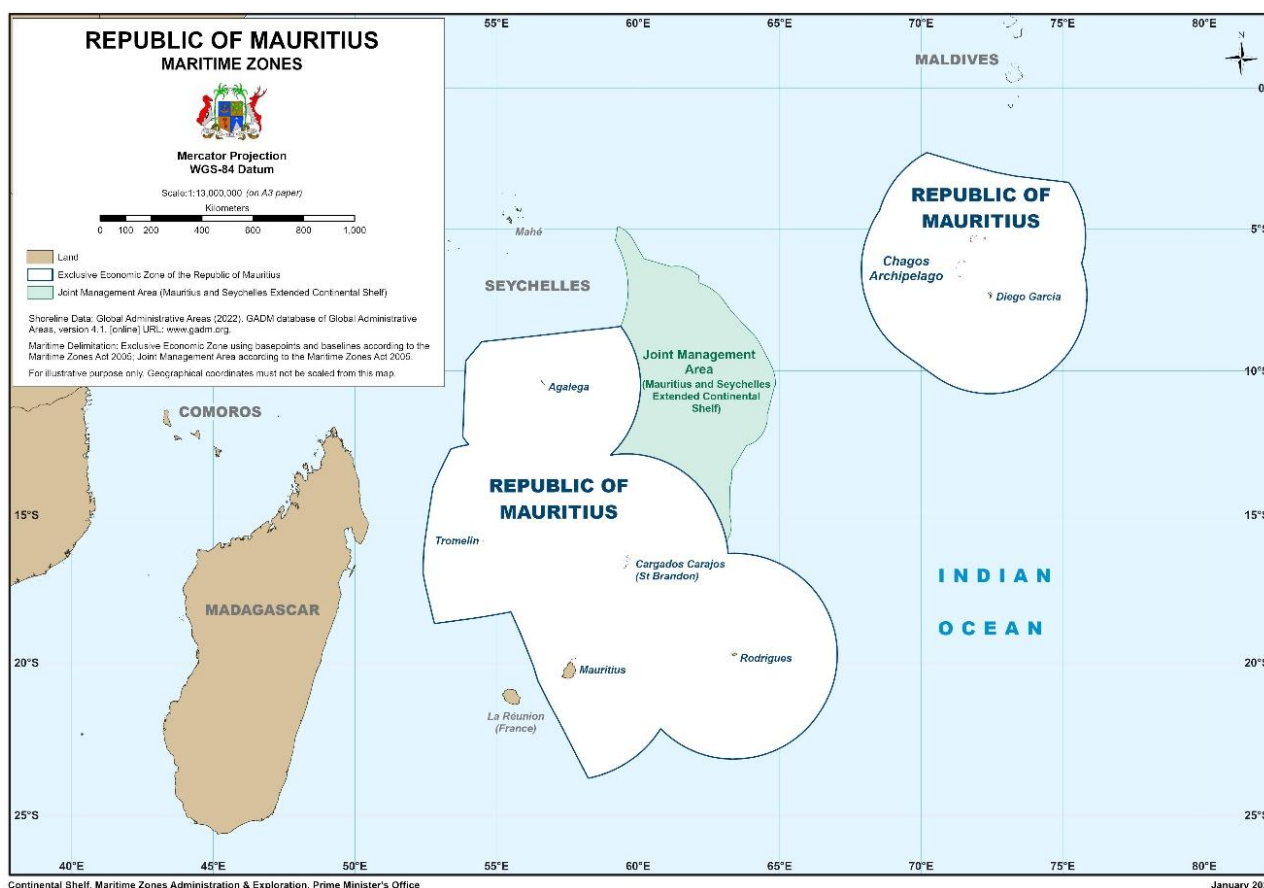 REPUBLIC OF MAURITIUS
MARITIME ZONES
Mercator Projection
WGS-84 Datum
Scale:1:13,000,000 (on A3 paper)
Kilometers
0 100 200 400 600 800 1,000
Land
Exclusive Economic Zone of the Republic of Mauritius
Joint Management Area (Mauritius and Seychelles Extended Continental Shelf)
Shoreline Data: Global Administrative Areas (2022). GADM database of Global Administrative
Areas, version 4.1. [online] URL: www.gadm.org.
Maritime Delimitation: Exclusive Economic Zone using basepoints and baselines according to the
Maritime Zones Act 2005; Joint Management Area according to the Maritime Zones Act 2005.
For illustrative purpose only. Geographical coordinates must not be scaled from this map.
55°E 60°E 65°E 70°E 75°E 80°E
N
MALDIVES
0
REPUBLIC OF
MAURITIUS
5°S
Mahé
Chagos
Archipelago
SEYCHELLES
Diego Garcia
Joint Management
Area
(Mauritius and Seychelles
Extended Continental
Shelf)
10°S
Agalega
COMOROS
REPUBLIC OF
MAURITIUS
15°S
15°S
Tromelin
Cargados Carajos
(St Brandon)
INDIAN
OCEAN
MADAGASCAR
20°S
Mauritius
Rodrigues
20°S
La Réunion
(France)
25°S
25°S
40°E 45°E 50°E 55°E 60°E 65°E 70°E 75°E 80°E
Continental Shelf, Maritime Zones Administration & Exploration, Prime Minister's Office
January 20